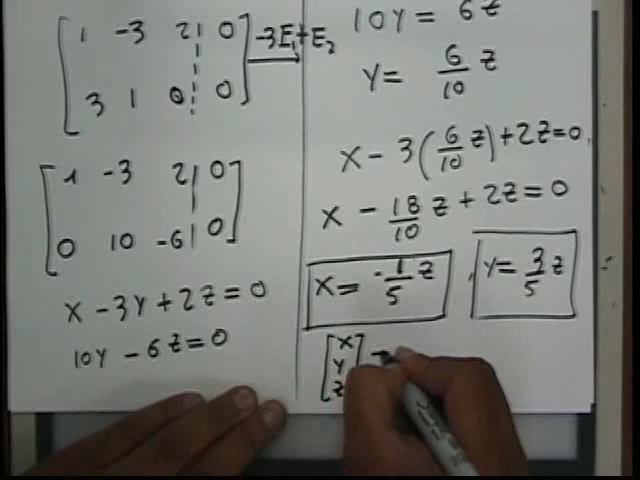 1 -3 2 0 -3E₁+E₂
3 1 0 0
1 -3 2 0
0 10 -6 0
x - 3y + 2z = 0
10y - 6z = 0
10y = 6z
y = 6/10 z
x - 3(6/10 z) + 2z = 0
x - 18/10 z + 2z = 0
x = -1/5 z , y = 3/5 z
[x
y
z] =